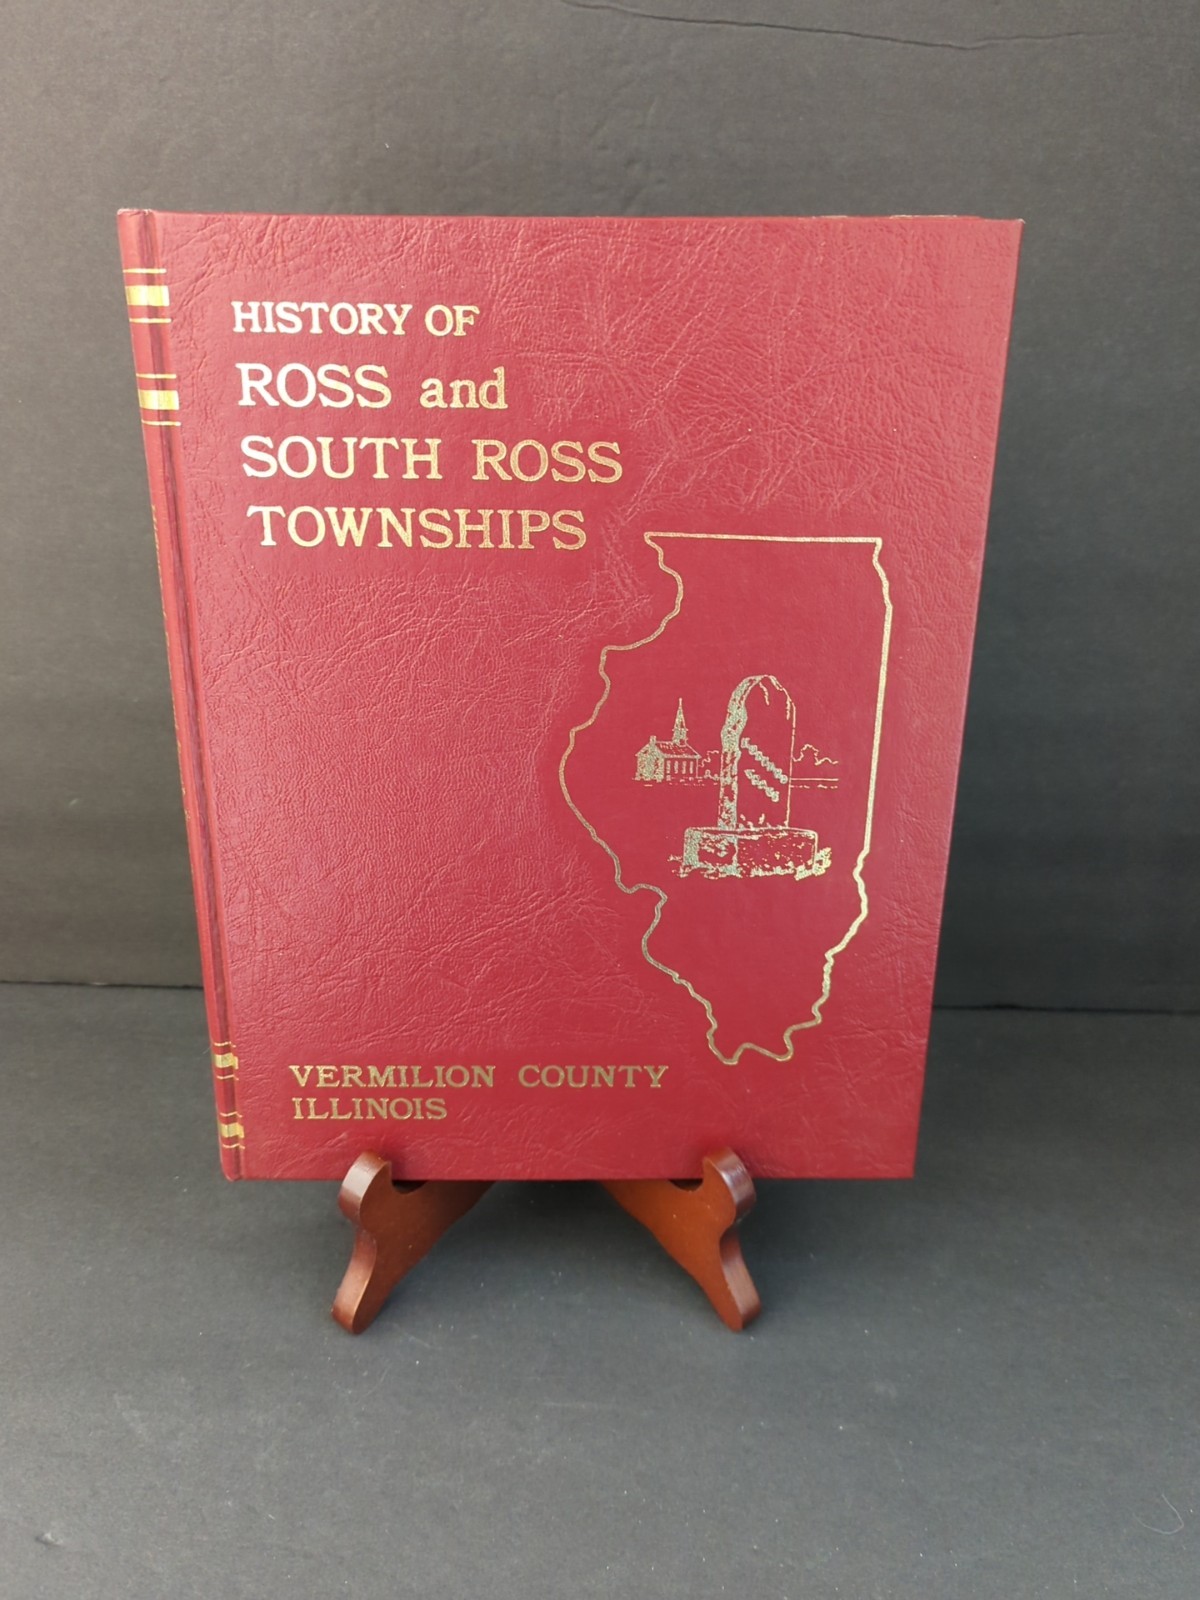 HISTORY OF
ROSS and
SOUTH ROSS
TOWNSHIPS
VERMILION COUNTY
ILLINOIS